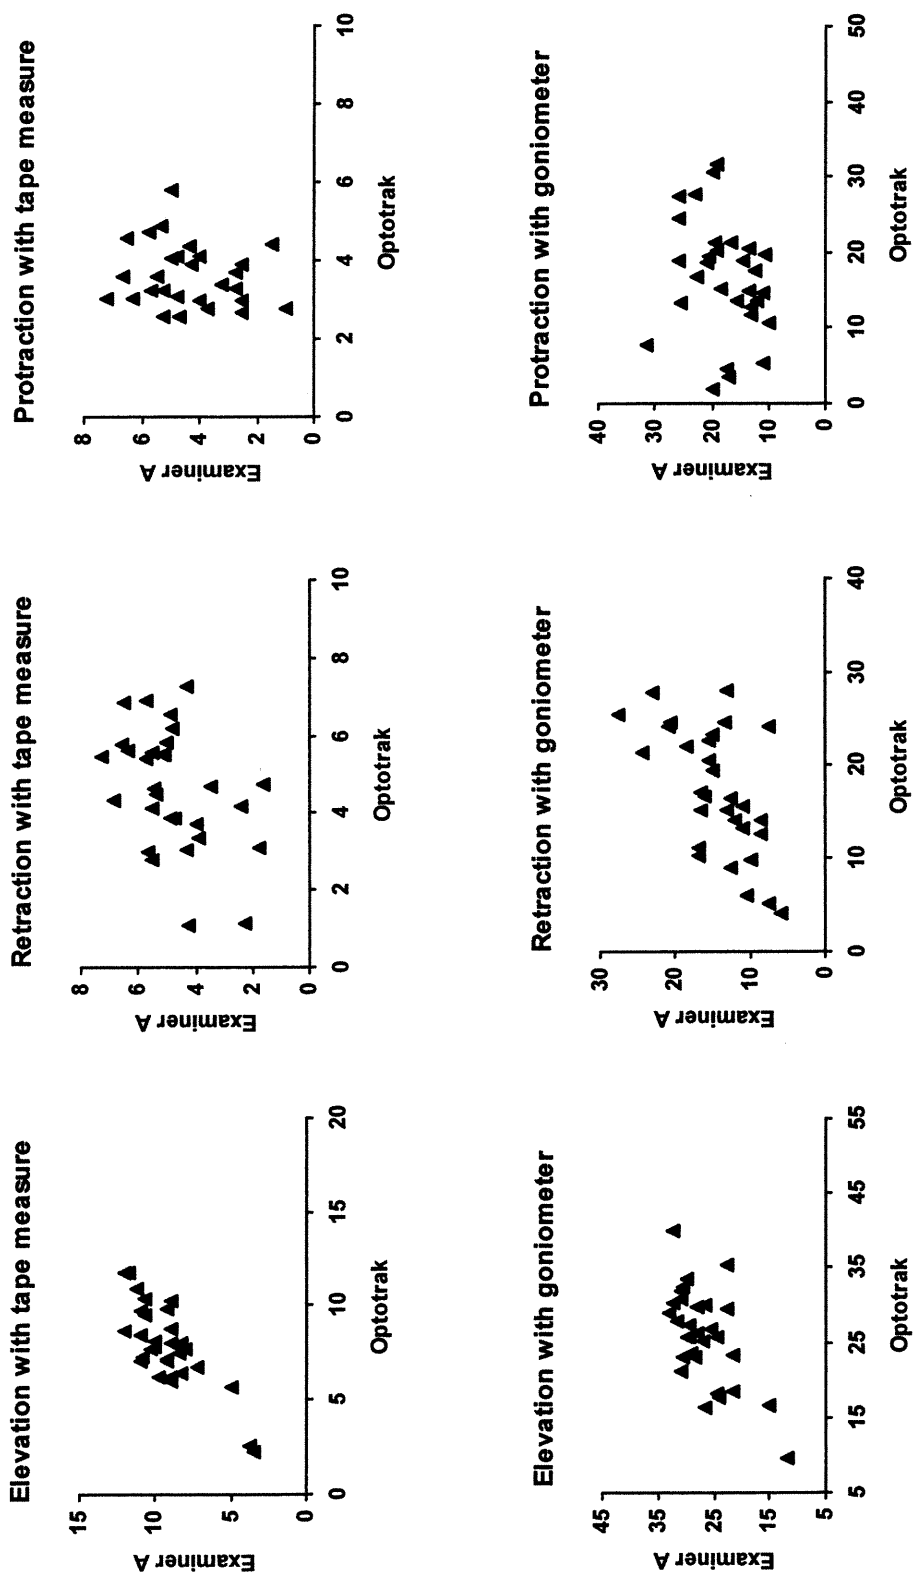 Elevation with tape measure
15
10
5
0
Examiner A
0 5 10 15 20
Optotrak
Retraction with tape measure
8
6
4
2
0
Examiner A
0 2 4 6 8 10
Optotrak
Protraction with tape measure
8
6
4
2
0
Examiner A
0 2 4 6 8 10
Optotrak
Elevation with goniometer
45
35
25
15
5
Examiner A
5 15 25 35 45 55
Optotrak
Retraction with goniometer
30
20
10
0
Examiner A
0 10 20 30 40
Optotrak
Protraction with goniometer
40
30
20
10
0
Examiner A
0 10 20 30 40 50
Optotrak